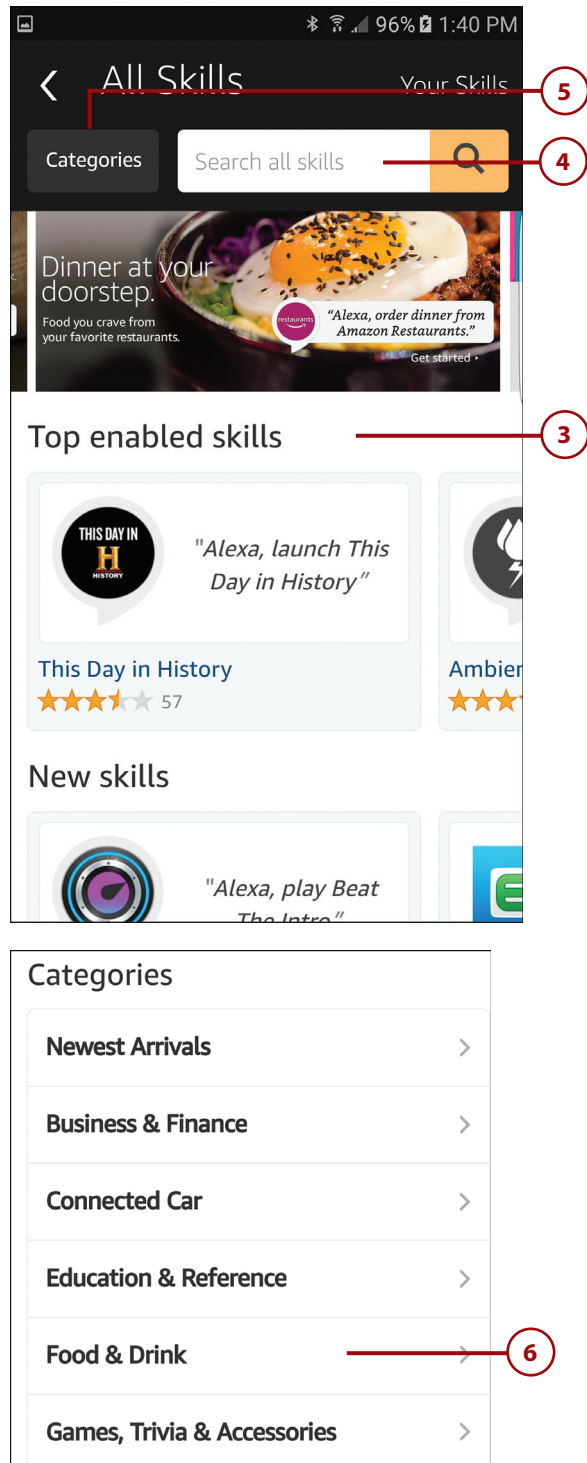 96% 1:40 PM
All Skills
Your Skills
5
Categories
Search all skills
4
Dinner at your
doorstep.
Food you crave from
your favorite restaurants.
restaurants
"Alexa, order dinner from
Amazon Restaurants."
Get started
Top enabled skills
3
THIS DAY IN
H
HISTORY
"Alexa, launch This
Day in History"
This Day in History
57
Ambien
New skills
"Alexa, play Beat
The Intro"
E
Categories
Newest Arrivals
Business & Finance
Connected Car
Education & Reference
Food & Drink
6
Games, Trivia & Accessories